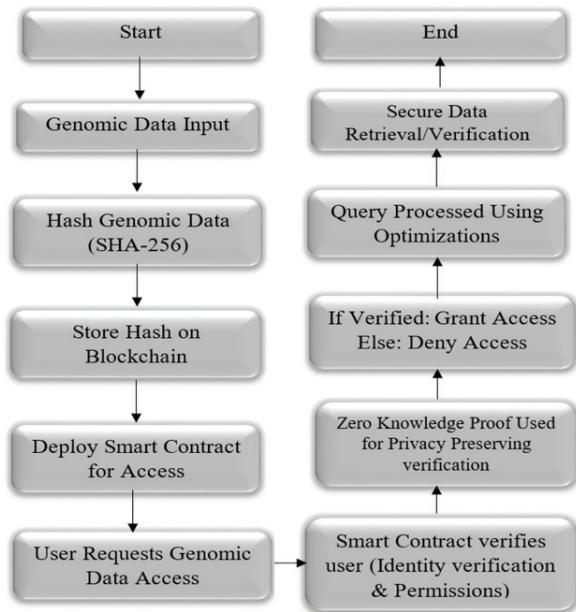 Start
Genomic Data Input
Hash Genomic Data
(SHA-256)
Store Hash on
Blockchain
Deploy Smart Contract
for Access
User Requests Genomic
Data Access
Smart Contract verifies
user (Identity verification
& Permissions)
Zero Knowledge Proof Used
for Privacy Preserving
verification
If Verified: Grant Access
Else: Deny Access
Query Processed Using
Optimizations
Secure Data
Retrieval/Verification
End